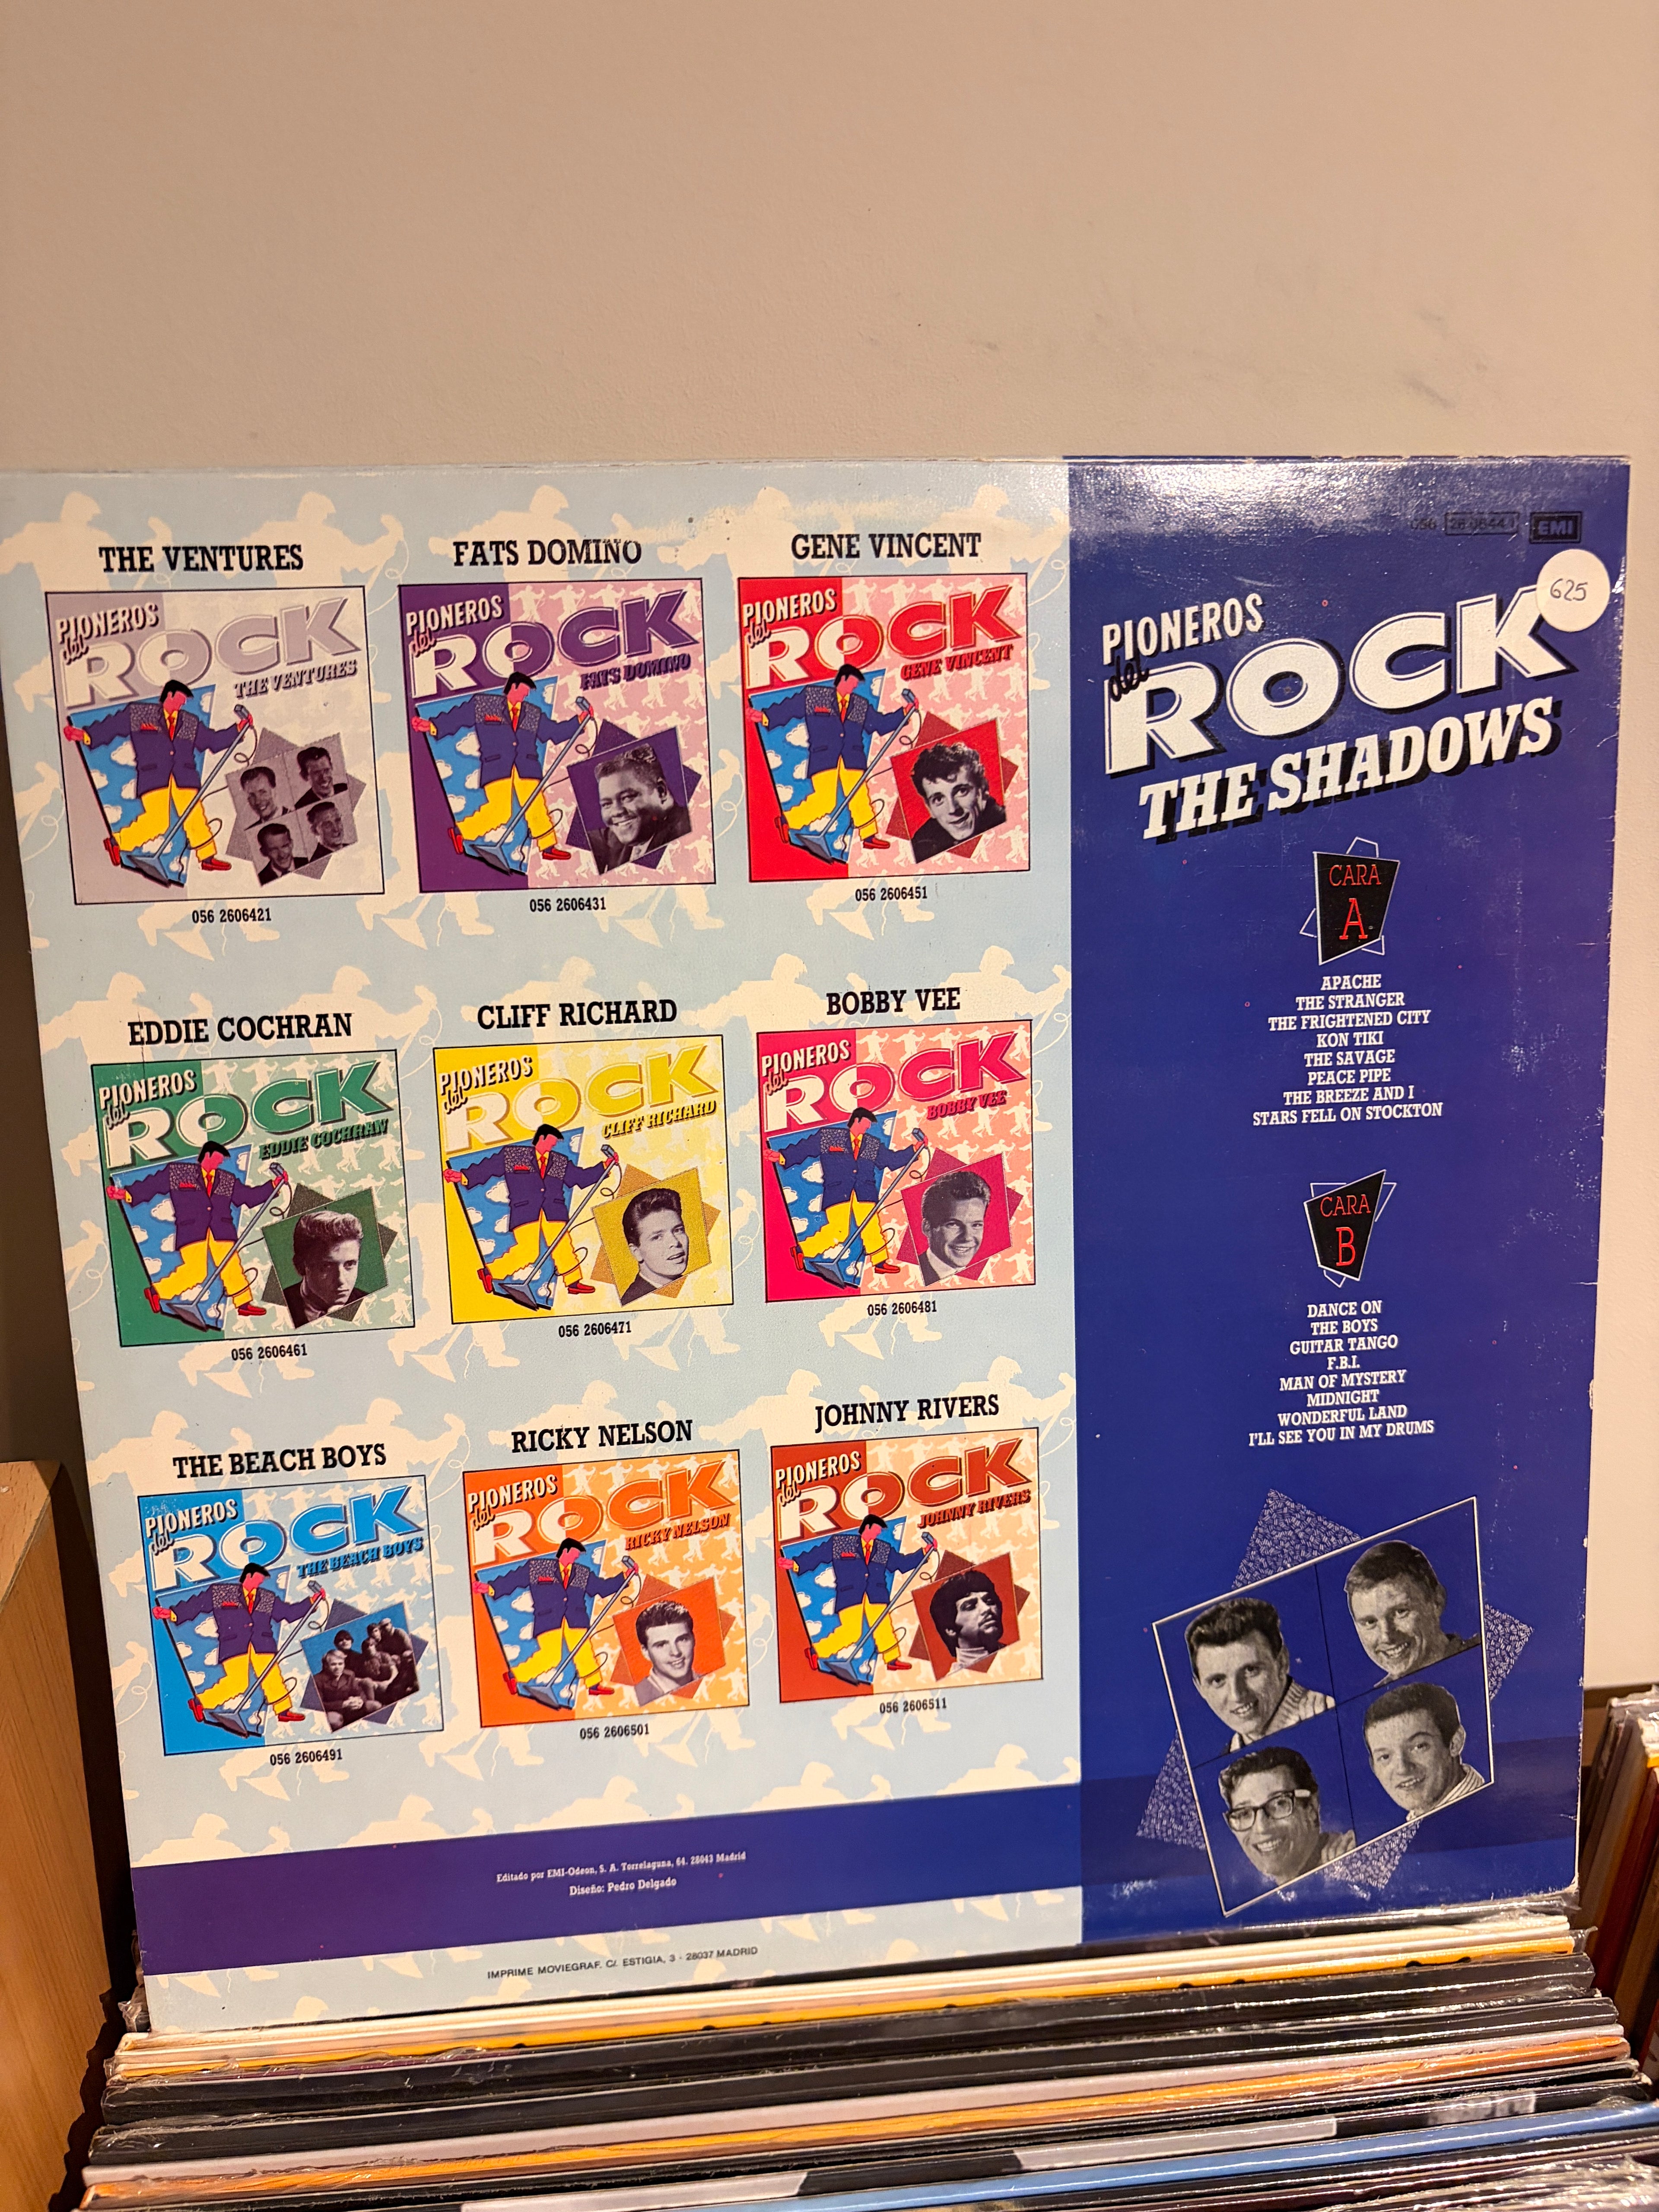 THE VENTURES
PIONEROS
del
ROCK
THE VENTURES
056 2606421
FATS DOMINO
PIONEROS
del
ROCK
FATS DOMINO
056 2606431
GENE VINCENT
PIONEROS
del
ROCK
GENE VINCENT
056 2606451
EDDIE COCHRAN
PIONEROS
del
ROCK
EDDIE COCHRAN
056 2606461
CLIFF RICHARD
PIONEROS
del
ROCK
CLIFF RICHARD
056 2606471
BOBBY VEE
PIONEROS
del
ROCK
BOBBY VEE
056 2606481
THE BEACH BOYS
PIONEROS
del
ROCK
THE BEACH BOYS
056 2606491
RICKY NELSON
PIONEROS
del
ROCK
RICKY NELSON
056 2606501
JOHNNY RIVERS
PIONEROS
del
ROCK
JOHNNY RIVERS
056 2606511
Editado por EMI-Odeon, S. A. Torrelaguna, 64. 28043 Madrid
Diseño: Pedro Delgado
IMPRIME MOVIEGRAF. C/. ESTIGIA, 3 - 28037 MADRID
056 26 0644 1 EMI
625
PIONEROS
del
ROCK
THE SHADOWS
CARA
A
APACHE
THE STRANGER
THE FRIGHTENED CITY
KON TIKI
THE SAVAGE
PEACE PIPE
THE BREEZE AND I
STARS FELL ON STOCKTON
CARA
B
DANCE ON
THE BOYS
GUITAR TANGO
F.B.I.
MAN OF MYSTERY
MIDNIGHT
WONDERFUL LAND
I'LL SEE YOU IN MY DRUMS